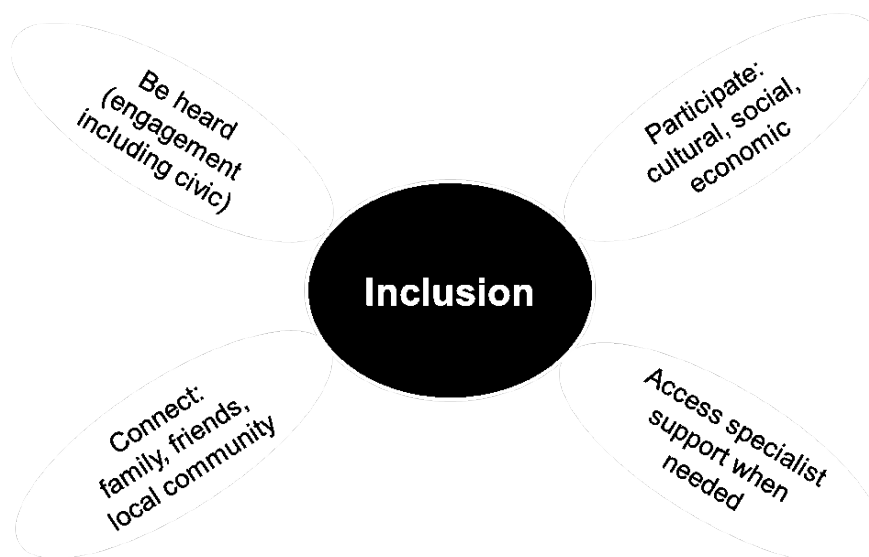 Be heard
(engagement
including civic)
Participate:
cultural, social,
economic
Inclusion
Connect:
family, friends,
local community
Access specialist
support when
needed